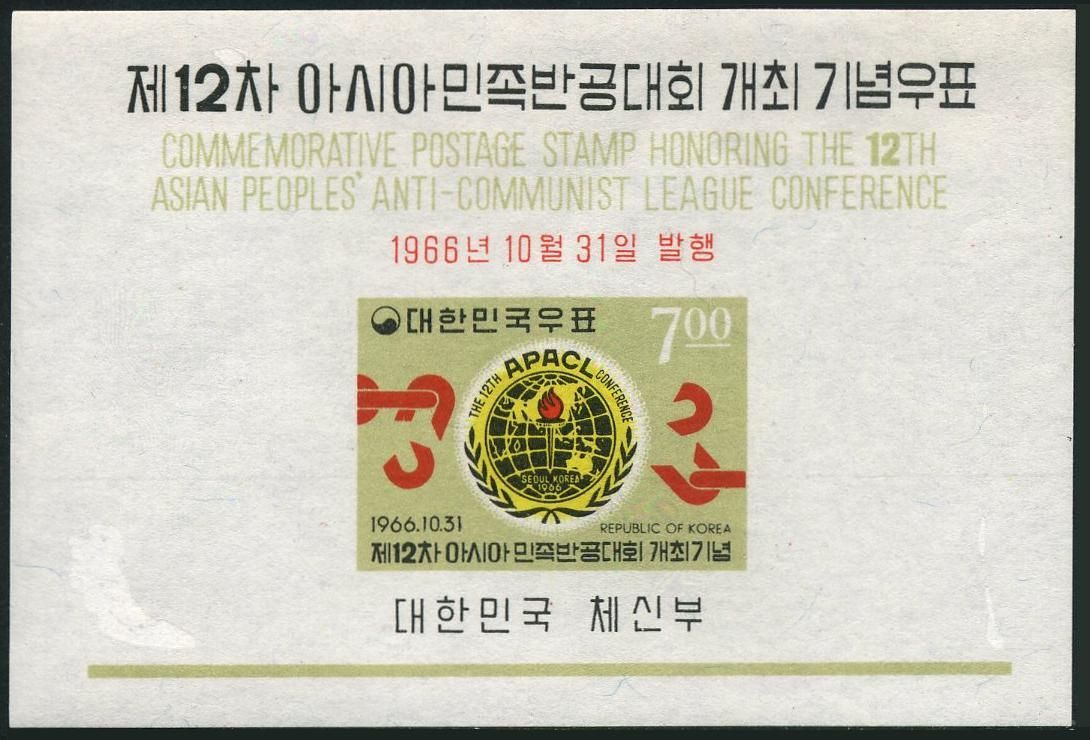 제12차 아시아민족반공대회 개최 기념우표
COMMEMORATIVE POSTAGE STAMP HONORING THE 12TH
ASIAN PEOPLES' ANTI-COMMUNIST LEAGUE CONFERENCE
1966년 10월 31일 발행
대한민국우표
700
THE 12TH APACL CONFERENCE
SEOUL KOREA
1966
1966.10.31
REPUBLIC OF KOREA
제12차 아시아 민족반공대회 개최기념
대한민국 체신부